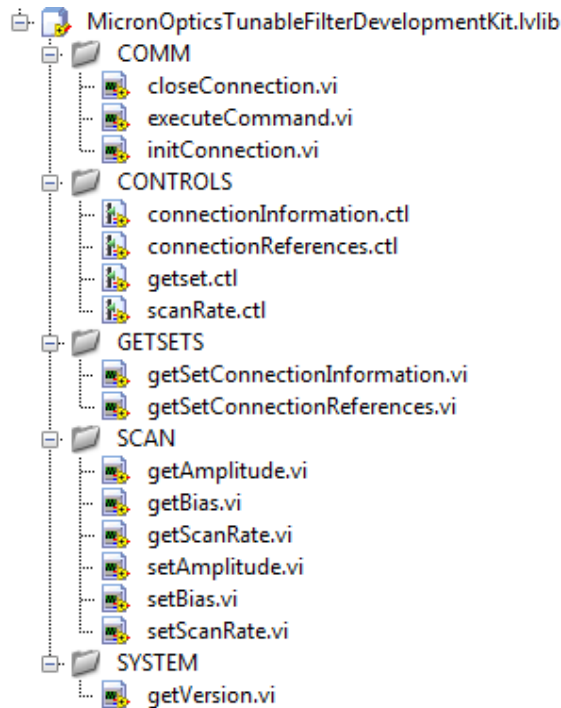 MicronOpticsTunableFilterDevelopmentKit.lvlib
COMM
closeConnection.vi
executeCommand.vi
initConnection.vi
CONTROLS
connectionInformation.ctl
connectionReferences.ctl
getset.ctl
scanRate.ctl
GETSETS
getSetConnectionInformation.vi
getSetConnectionReferences.vi
SCAN
getAmplitude.vi
getBias.vi
getScanRate.vi
setAmplitude.vi
setBias.vi
setScanRate.vi
SYSTEM
getVersion.vi